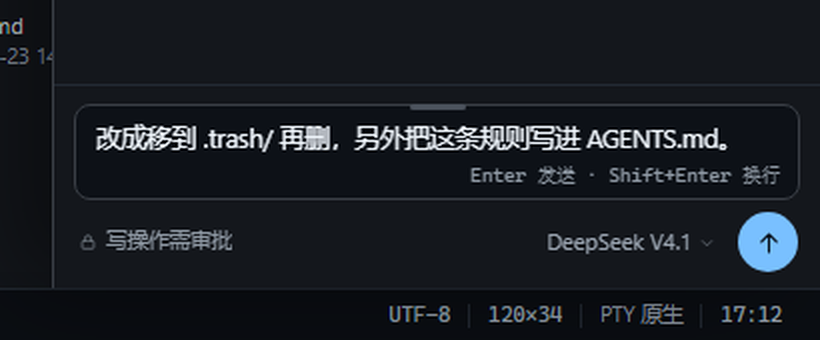 md
-23 14
改成移到 .trash/ 再删，另外把这条规则写进 AGENTS.md。
Enter 发送 · Shift+Enter 换行
写操作需审批
DeepSeek V4.1
UTF-8
120×34
PTY 原生
17:12